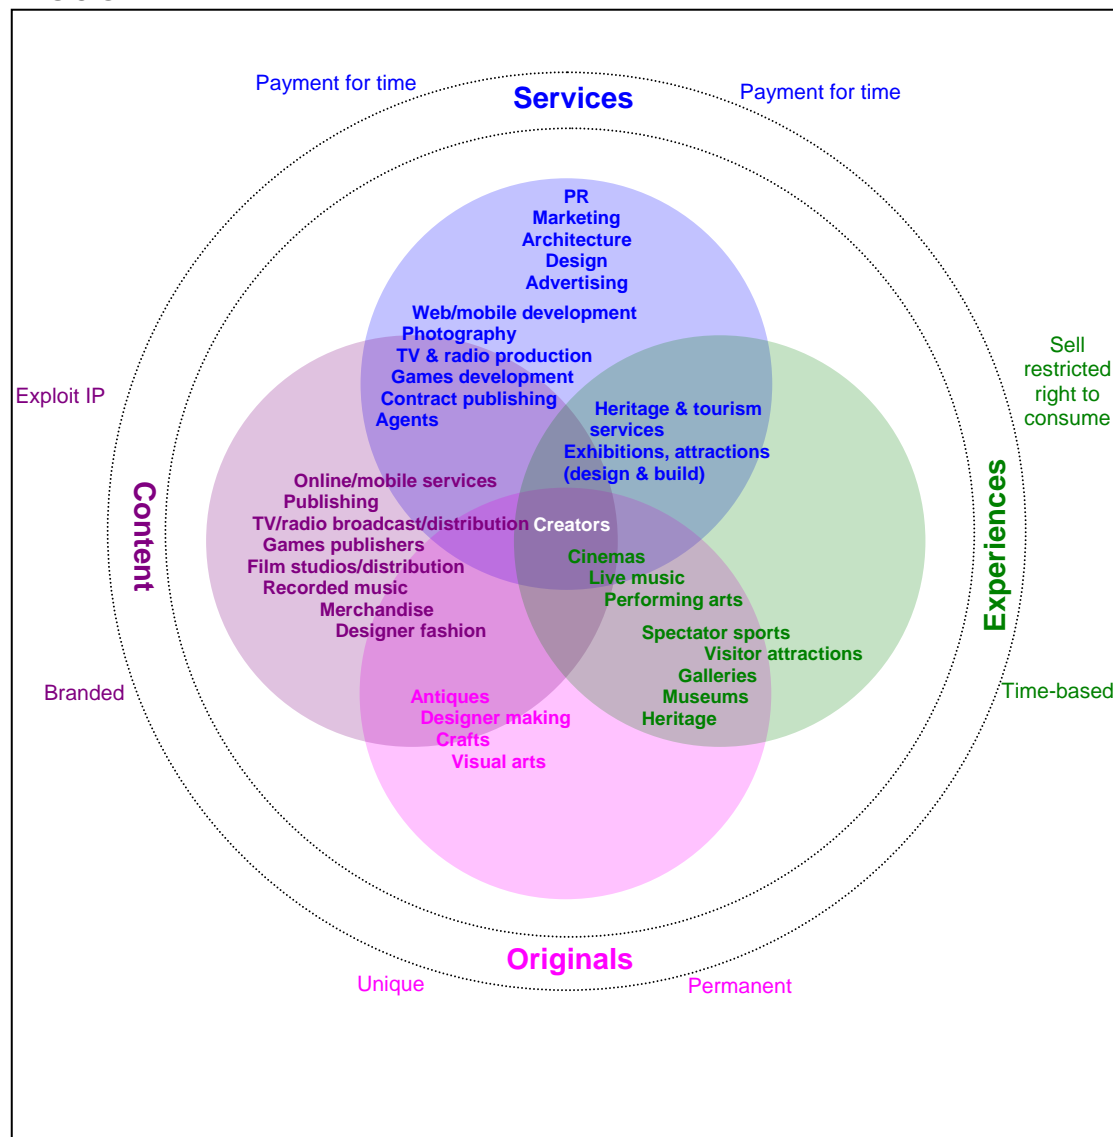 Payment for time
Services
Payment for time
PR
Marketing
Architecture
Design
Advertising
Web/mobile development
Photography
TV & radio production
Games development
Contract publishing
Agents
Sell
restricted
right to
consume
Exploit IP
Heritage & tourism
services
Exhibitions, attractions
(design & build)
Content
Online/mobile services
Publishing
TV/radio broadcast/distribution
Games publishers
Film studios/distribution
Recorded music
Merchandise
Designer fashion
Creators
Cinemas
Live music
Performing arts
Spectator sports
Visitor attractions
Galleries
Museums
Heritage
Experiences
Branded
Time-based
Antiques
Designer making
Crafts
Visual arts
Originals
Unique
Permanent